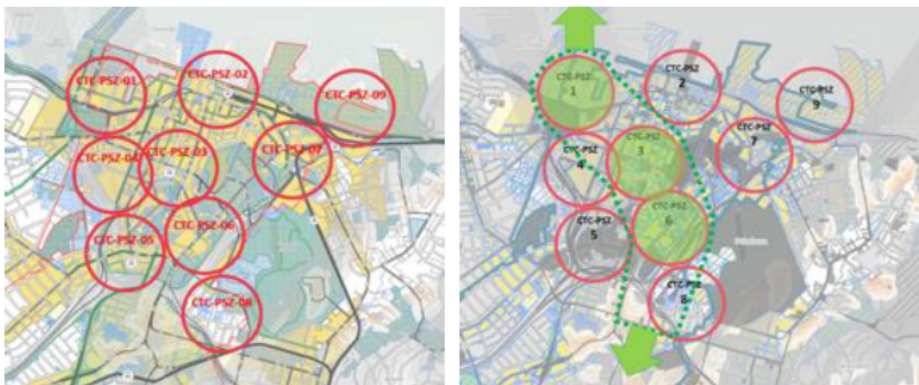 CTC-PSZ-01
CTC-PSZ-02
CTC-PSZ-09
CTC-PSZ-04
CTC-PSZ-03
CTC-PSZ-07
CTC-PSZ-05
CTC-PSZ-06
CTC-PSZ-08
CTC-PSZ
1
CTC-PSZ
2
CTC-PSZ
9
CTC-PSZ
4
CTC-PSZ
3
CTC-PSZ
7
CTC-PSZ
5
CTC-PSZ
6
CTC-PSZ
8